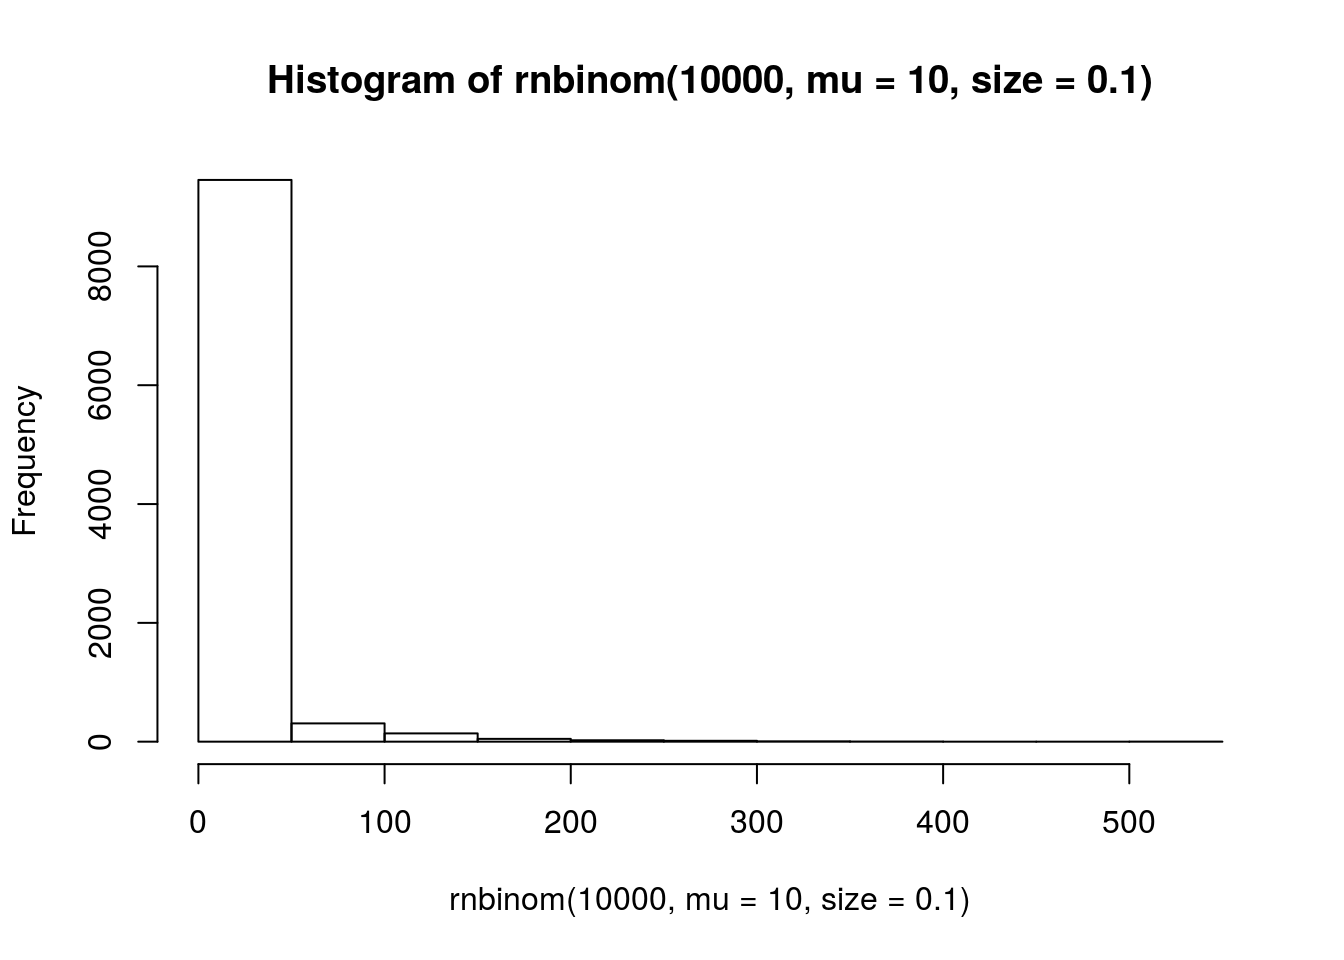 Histogram of rnbinom(10000, mu = 10, size = 0.1)
Frequency
8000
6000
4000
2000
0
0 100 200 300 400 500
rnbinom(10000, mu = 10, size = 0.1)